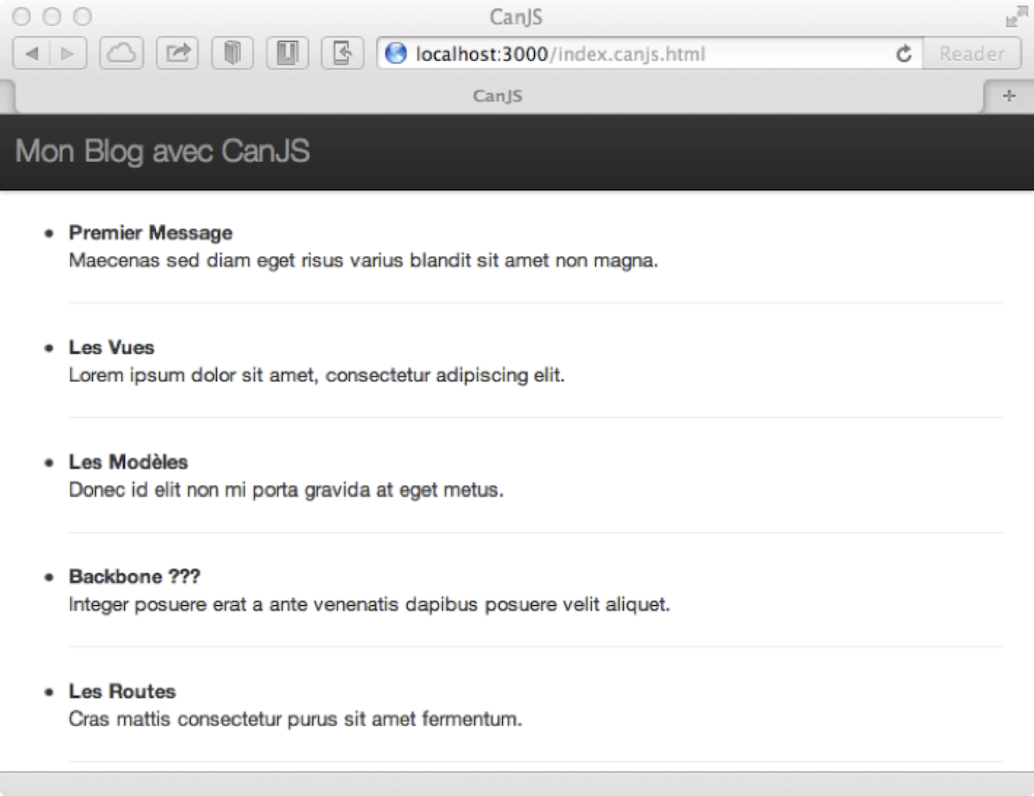 CanJS
localhost:3000/index.canjs.html
Reader
CanJS
Mon Blog avec CanJS
Premier Message
Maecenas sed diam eget risus varius blandit sit amet non magna.
Les Vues
Lorem ipsum dolor sit amet, consectetur adipiscing elit.
Les Modèles
Donec id elit non mi porta gravida at eget metus.
Backbone ???
Integer posuere erat a ante venenatis dapibus posuere velit aliquet.
Les Routes
Cras mattis consectetur purus sit amet fermentum.